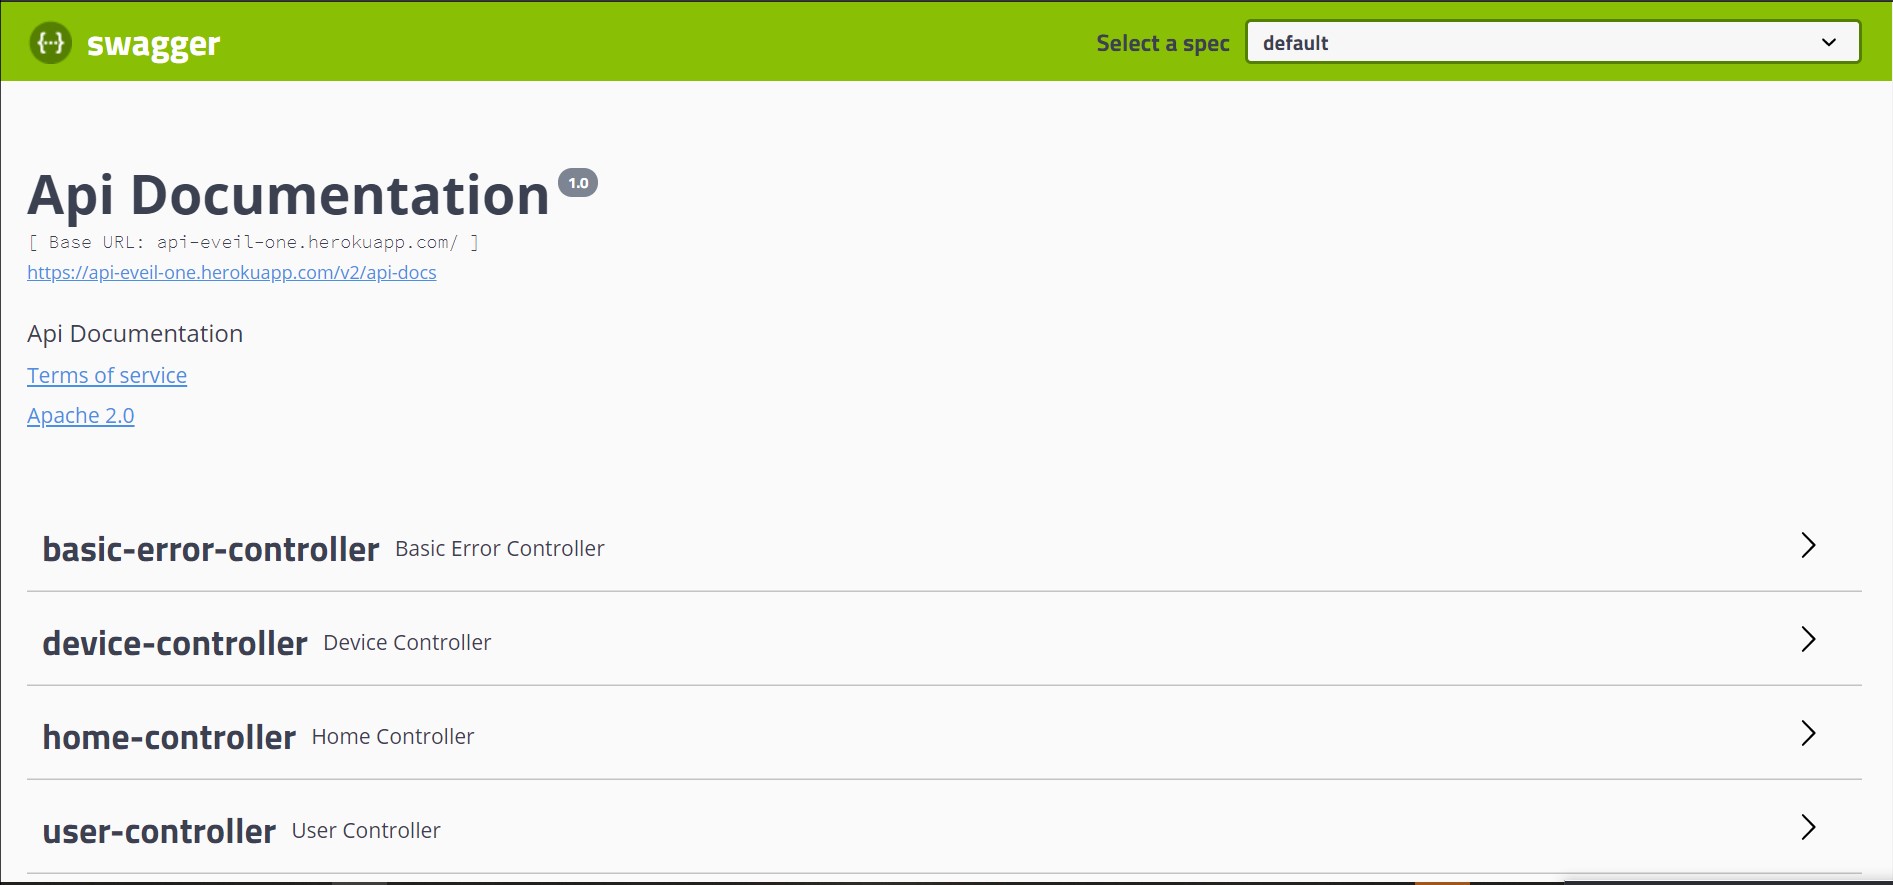 {···} swagger Select a spec default
Api Documentation 1.0
[ Base URL: api-eveil-one.herokuapp.com/ ]
https://api-eveil-one.herokuapp.com/v2/api-docs
Api Documentation
Terms of service
Apache 2.0
basic-error-controller Basic Error Controller
device-controller Device Controller
home-controller Home Controller
user-controller User Controller